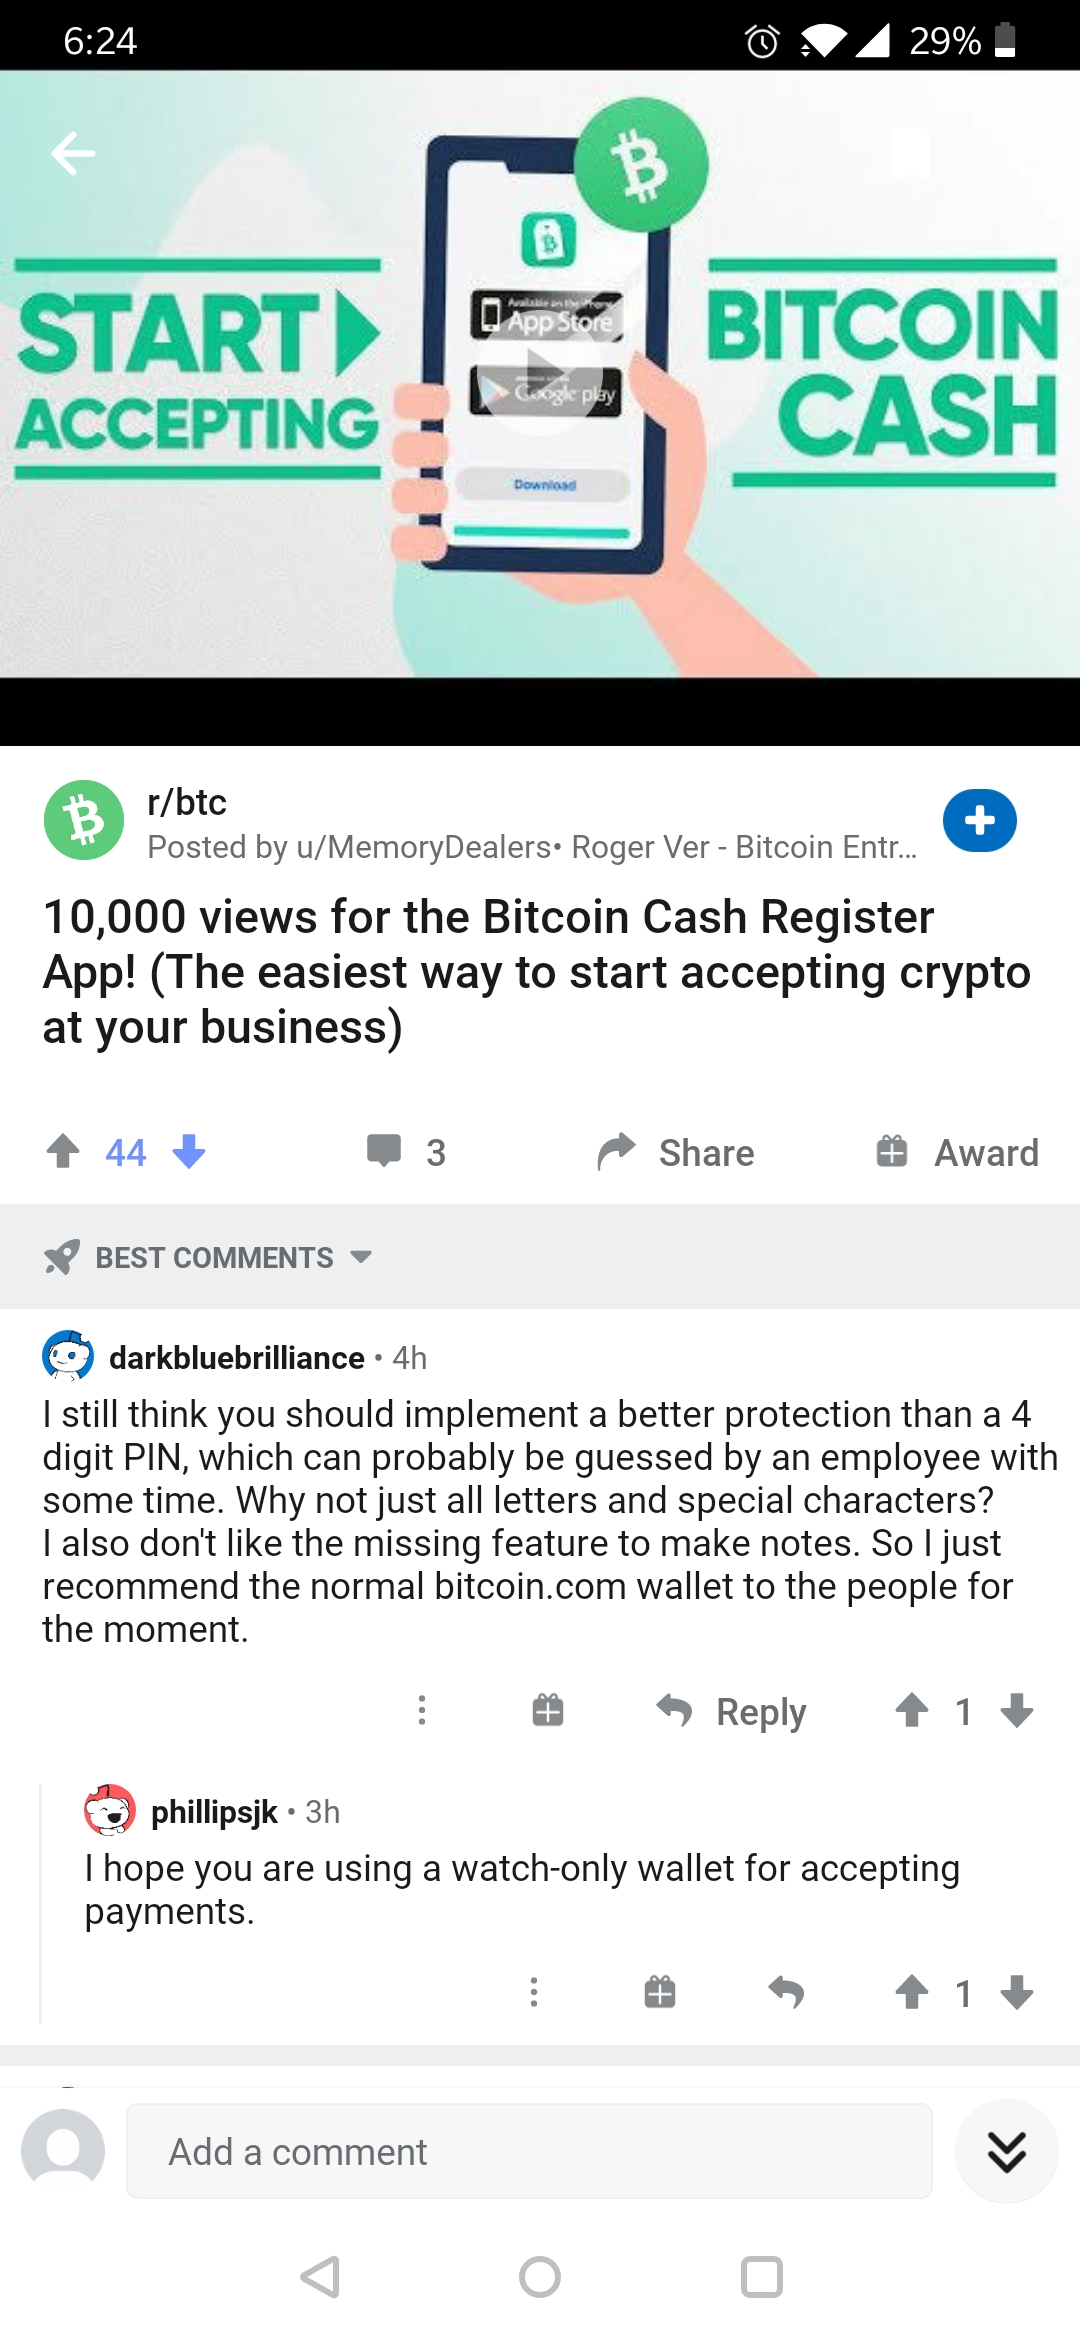 6:24
29%
START
ACCEPTING
Available on the iPhone
App Store
Google play
Download
BITCOIN
CASH
r/btc
Posted by u/MemoryDealers• Roger Ver - Bitcoin Entr...
10,000 views for the Bitcoin Cash Register
App! (The easiest way to start accepting crypto
at your business)
44
3
Share
Award
BEST COMMENTS
darkbluebrilliance • 4h
I still think you should implement a better protection than a 4
digit PIN, which can probably be guessed by an employee with
some time. Why not just all letters and special characters?
I also don't like the missing feature to make notes. So I just
recommend the normal bitcoin.com wallet to the people for
the moment.
Reply
1
phillipsjk • 3h
I hope you are using a watch-only wallet for accepting
payments.
1
Add a comment